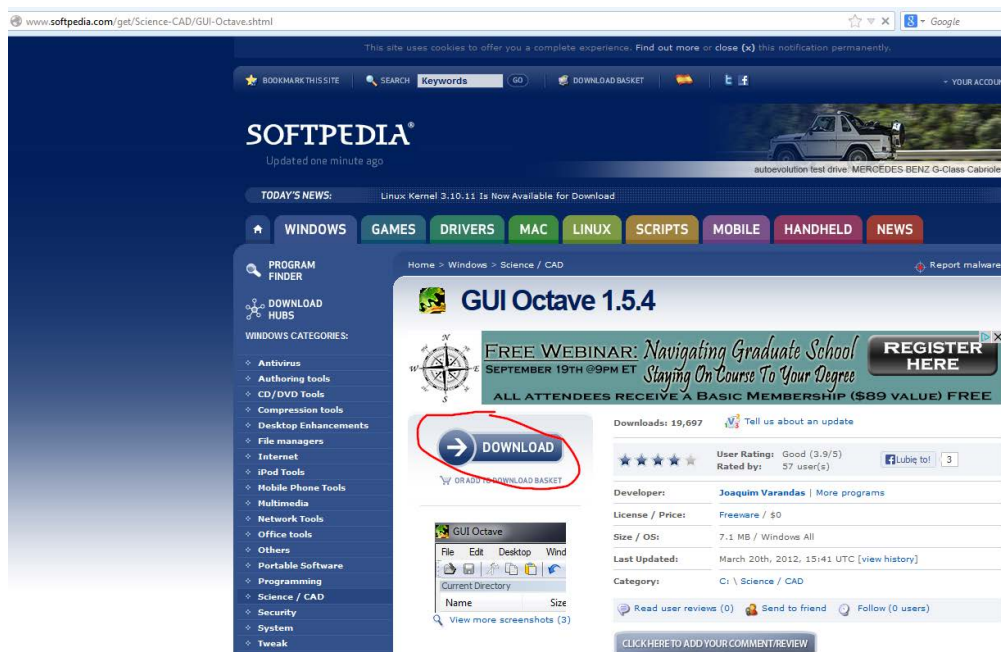 www.softpedia.com/get/Science-CAD/GUI-Octave.shtml
Google
This site uses cookies to offer you a complete experience. Find out more or close (x) this notification permanently.
BOOKMARK THIS SITE
SEARCH
Keywords
GO
DOWNLOAD BASKET
YOUR ACCOUN
SOFTPEDIA®
Updated one minute ago
autoevolution test drive: MERCEDES BENZ G-Class Cabriole
TODAY'S NEWS:
Linux Kernel 3.10.11 Is Now Available for Download
WINDOWS
GAMES
DRIVERS
MAC
LINUX
SCRIPTS
MOBILE
HANDHELD
NEWS
PROGRAM
FINDER
DOWNLOAD
HUBS
WINDOWS CATEGORIES:
Antivirus
Authoring tools
CD/DVD Tools
Compression tools
Desktop Enhancements
File managers
Internet
iPod Tools
Mobile Phone Tools
Multimedia
Network Tools
Office tools
Others
Portable Software
Programming
Science / CAD
Security
System
Tweak
Home > Windows > Science / CAD
Report malware
GUI Octave 1.5.4
N
W
E
S
FREE WEBINAR: Navigating Graduate School
SEPTEMBER 19TH @9PM ET Staying On Course To Your Degree
REGISTER
HERE
ALL ATTENDEES RECEIVE A BASIC MEMBERSHIP ($89 VALUE) FREE
DOWNLOAD
OR ADD TO DOWNLOAD BASKET
GUI Octave
File Edit Desktop Wind
Current Directory
Name Size
View more screenshots (3)
Downloads: 19,697
Tell us about an update
User Rating: Good (3.9/5)
Rated by: 57 user(s)
Lubię to! 3
Developer: Joaquim Varandas | More programs
License / Price: Freeware / $0
Size / OS: 7.1 MB / Windows All
Last Updated: March 20th, 2012, 15:41 UTC [view history]
Category: C: \ Science / CAD
Read user reviews (0)
Send to friend
Follow (0 users)
CLICK HERE TO ADD YOUR COMMENT/REVIEW